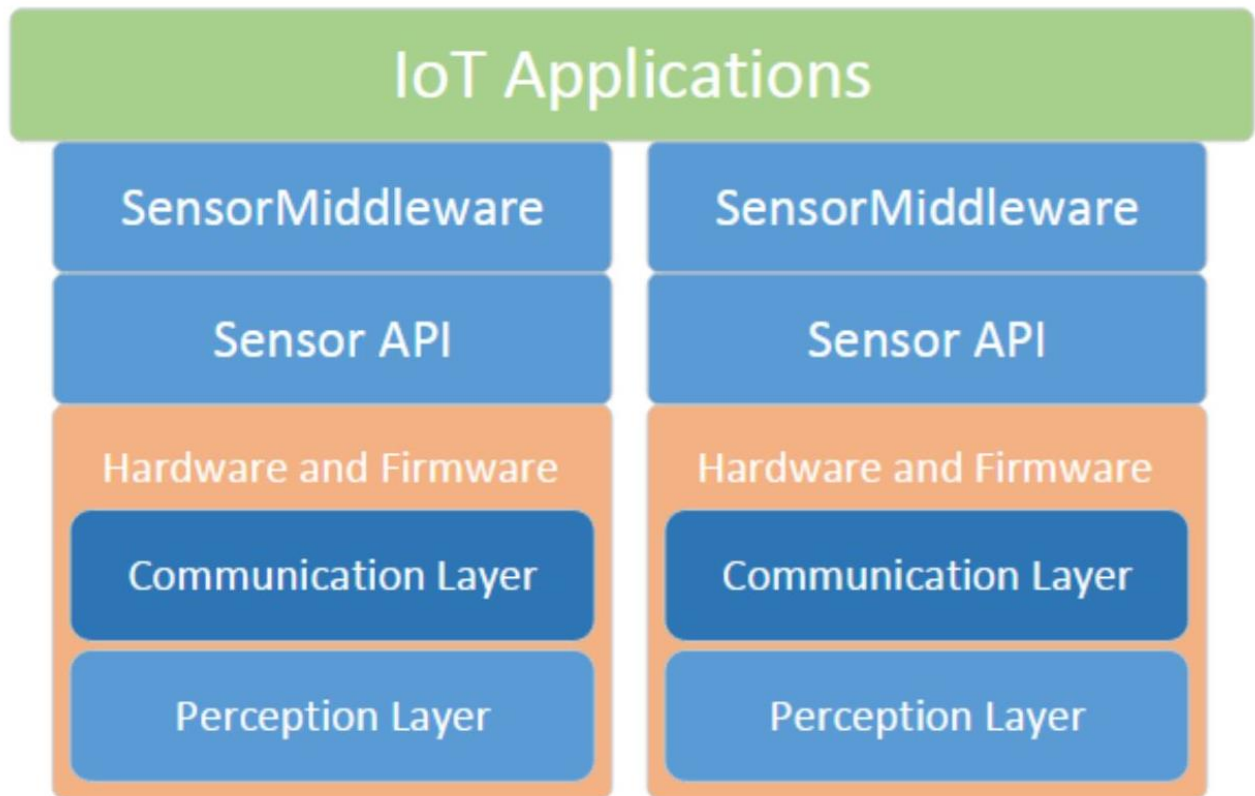 IoT Applications
SensorMiddleware
Sensor API
Hardware and Firmware
Communication Layer
Perception Layer
SensorMiddleware
Sensor API
Hardware and Firmware
Communication Layer
Perception Layer